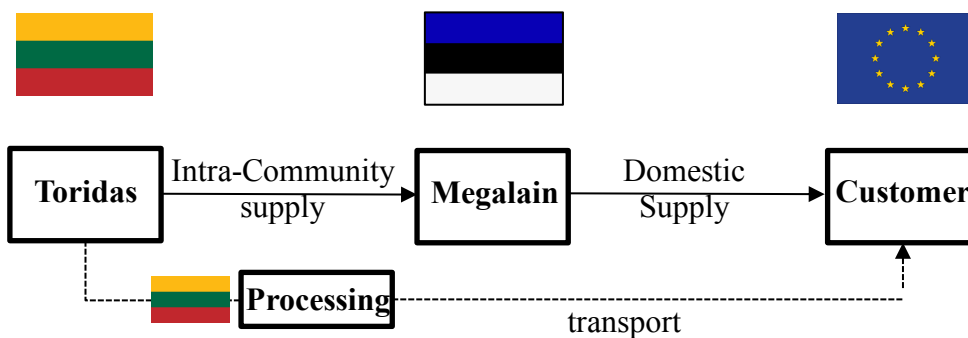 Toridas
Intra-Community
supply
Megalain
Domestic
Supply
Customer
Processing
transport